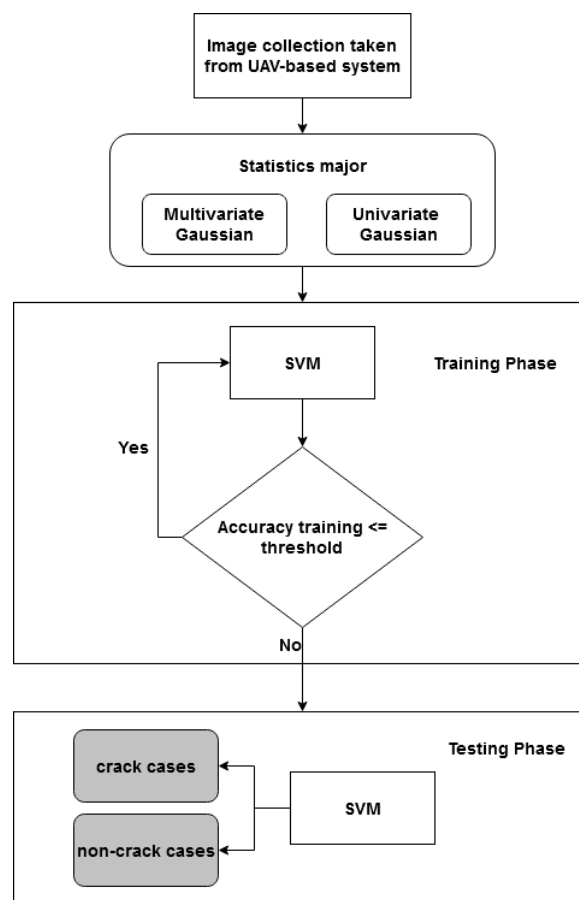 Image collection taken
from UAV-based system
Statistics major
Multivariate
Gaussian
Univariate
Gaussian
SVM
Training Phase
Yes
Accuracy training <=
threshold
No
Testing Phase
crack cases
SVM
non-crack cases